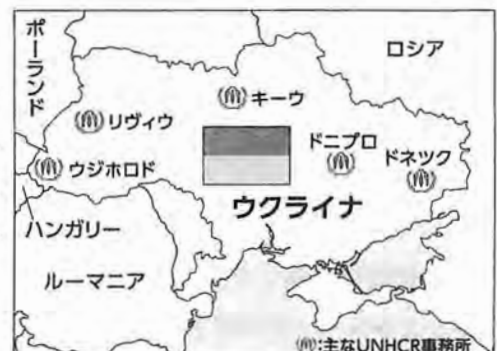 ポーランド
ロシア
キーウ
リヴィウ
ドニプロ
ドネツク
ウジホロド
ウクライナ
ハンガリー
ルーマニア
:主なUNHCR事務所